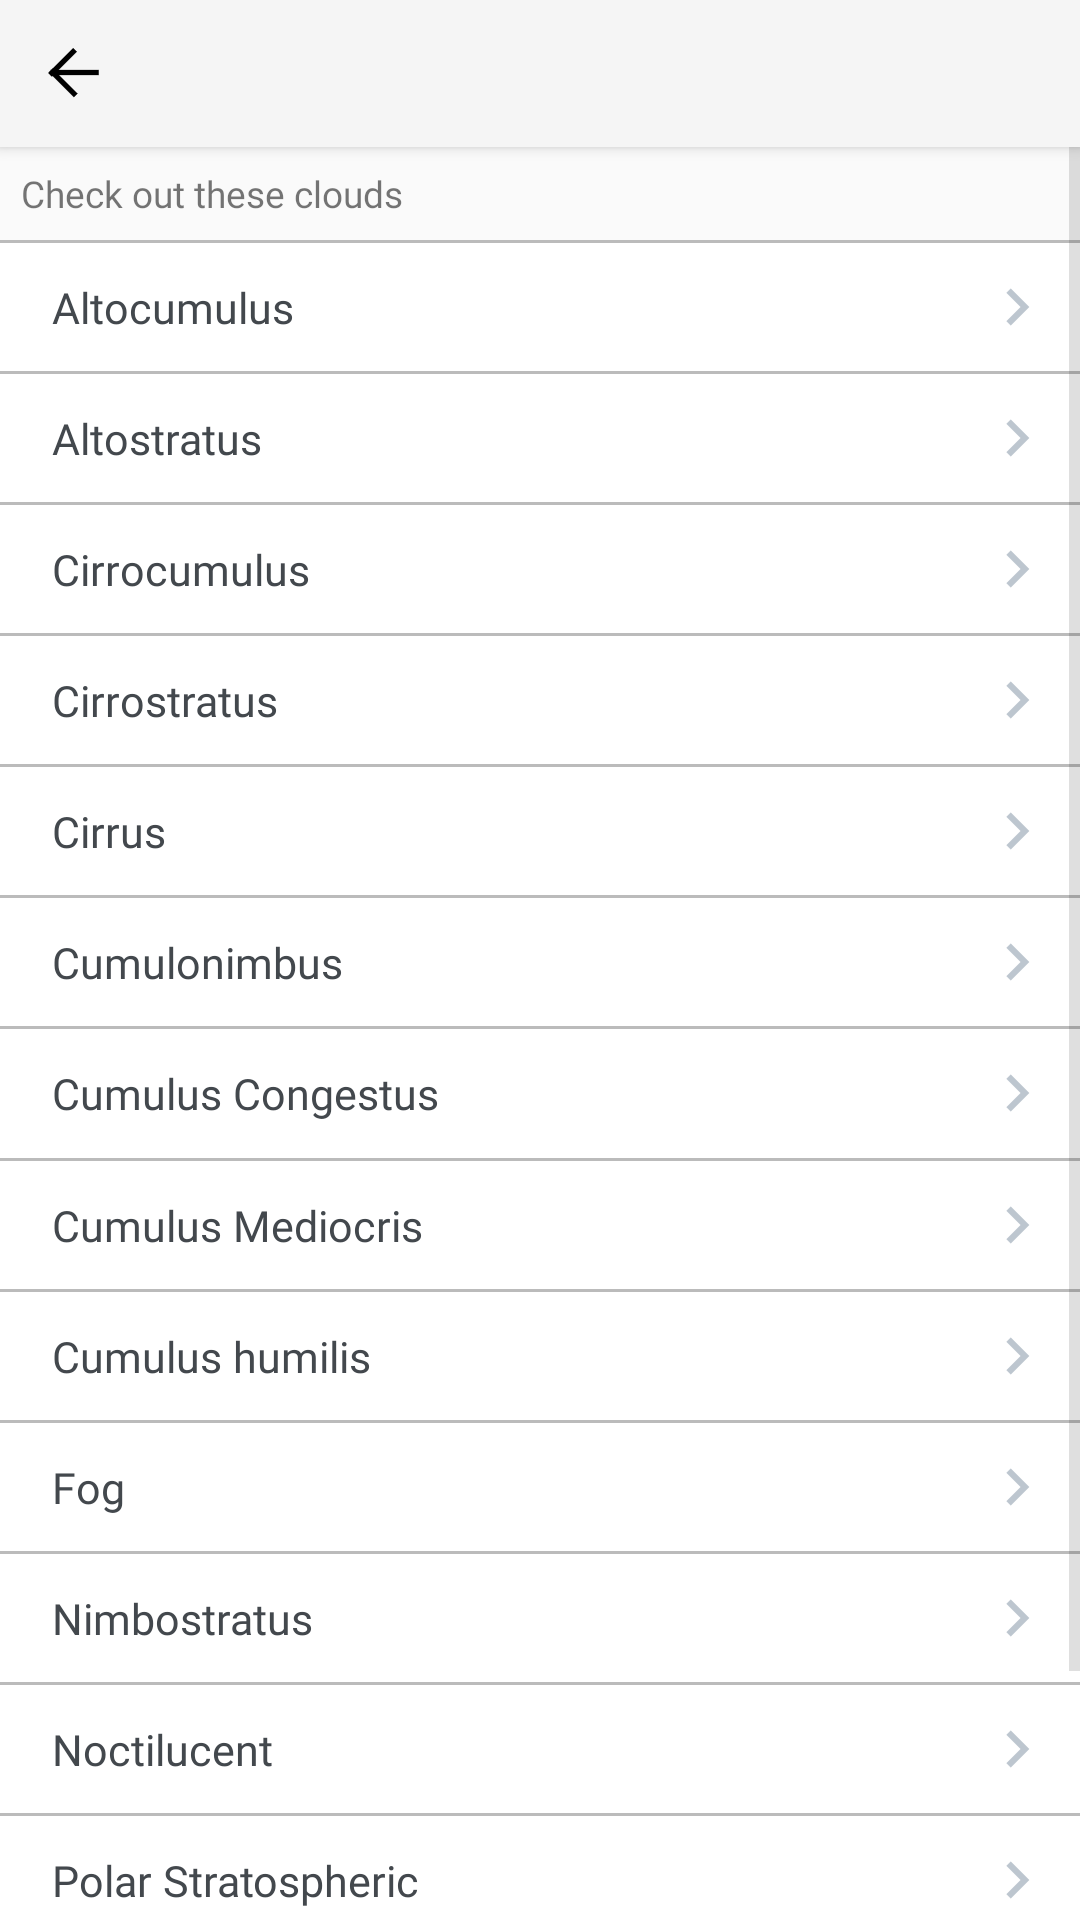 Check out these clouds
Altocumulus
Altostratus
Cirrocumulus
Cirrostratus
Cirrus
Cumulonimbus
Cumulus Congestus
Cumulus Mediocris
Cumulus humilis
Fog
Nimbostratus
Noctilucent
Polar Stratospheric